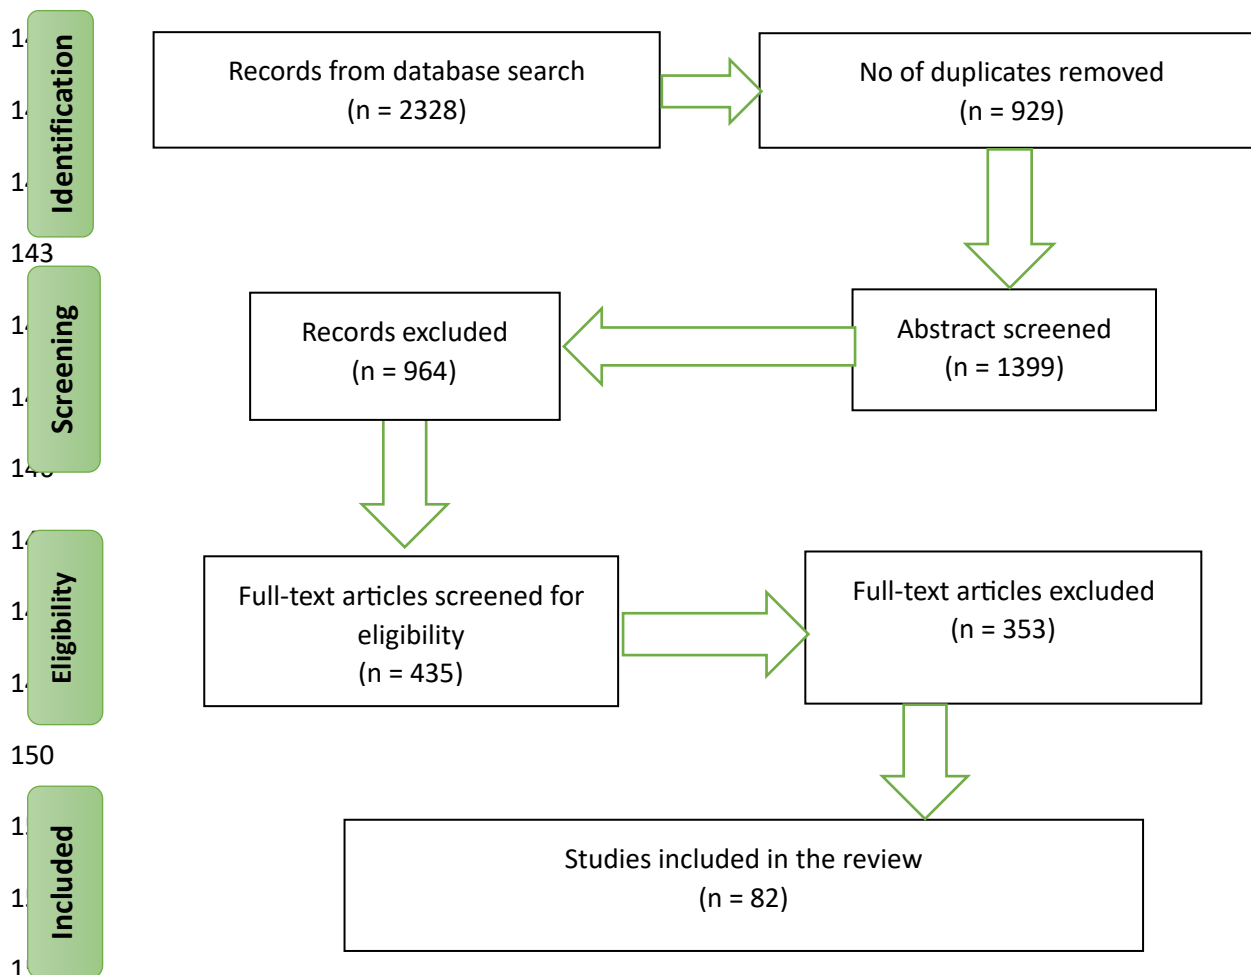 Identification
Records from database search
(n = 2328)
No of duplicates removed
(n = 929)
143
Screening
Records excluded
(n = 964)
Abstract screened
(n = 1399)
Eligibility
Full-text articles screened for
eligibility
(n = 435)
Full-text articles excluded
(n = 353)
150
Included
Studies included in the review
(n = 82)